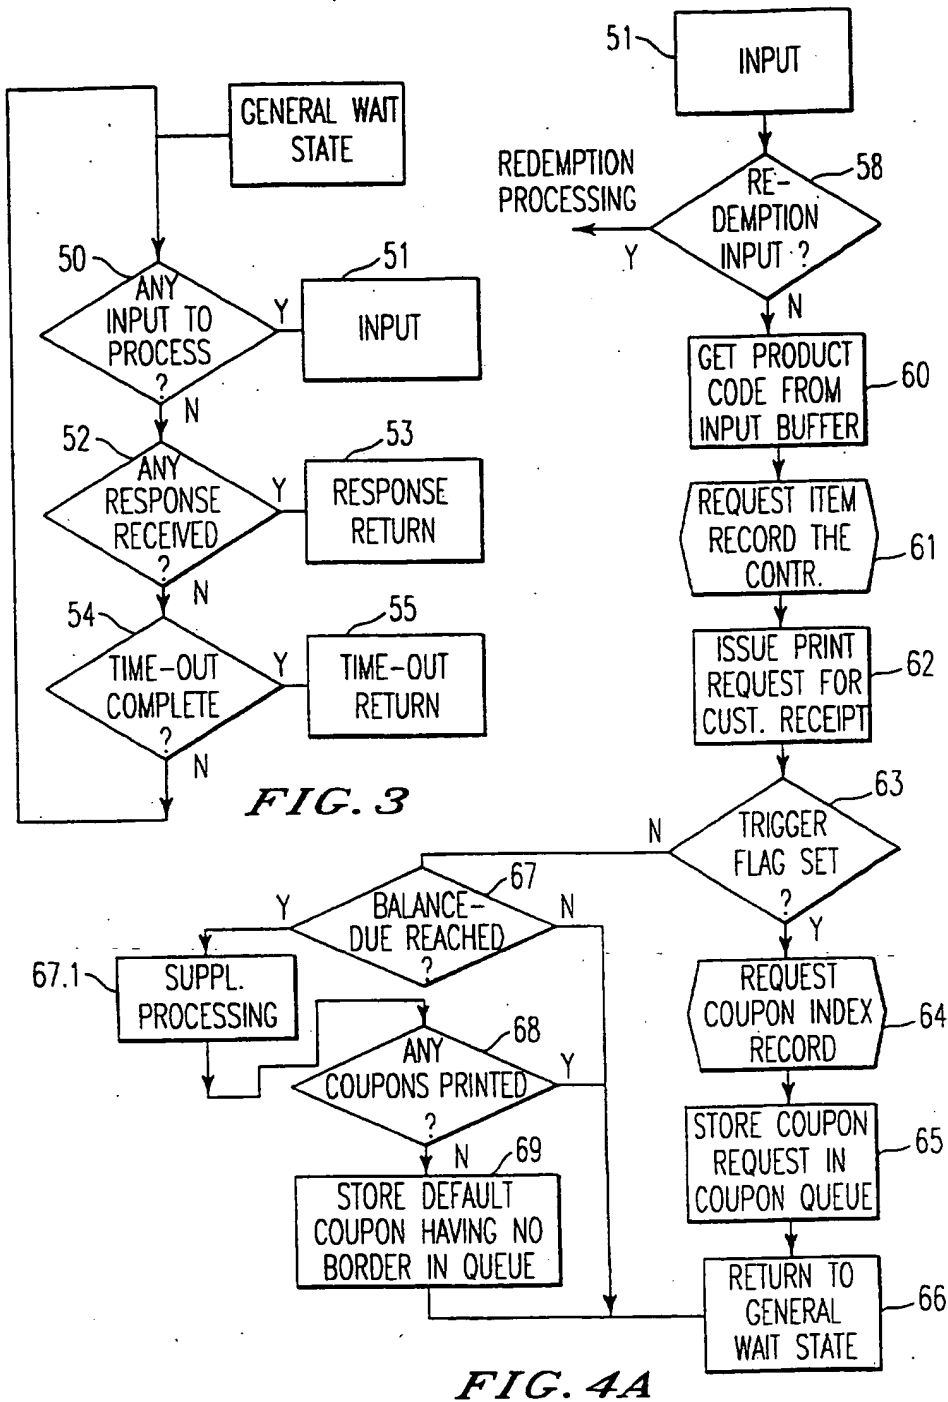 GENERAL WAIT
STATE
50
ANY
INPUT TO
PROCESS
?
Y
N
51
INPUT
52
ANY
RESPONSE
RECEIVED
?
Y
N
53
RESPONSE
RETURN
54
TIME-OUT
COMPLETE
?
Y
N
55
TIME-OUT
RETURN
FIG. 3
51
INPUT
58
RE-
DEMPTION
INPUT ?
REDEMPTION
PROCESSING
Y
N
GET PRODUCT
CODE FROM
INPUT BUFFER
60
REQUEST ITEM
RECORD THE
CONTR.
61
ISSUE PRINT
REQUEST FOR
CUST. RECEIPT
62
63
TRIGGER
FLAG SET
?
N
Y
REQUEST
COUPON INDEX
RECORD
64
STORE COUPON
REQUEST IN
COUPON QUEUE
65
RETURN TO
GENERAL
WAIT STATE
66
67
BALANCE-
DUE REACHED
?
Y
N
67.1
SUPPL.
PROCESSING
68
ANY
COUPONS PRINTED
?
Y
N
69
STORE DEFAULT
COUPON HAVING NO
BORDER IN QUEUE
FIG. 4A